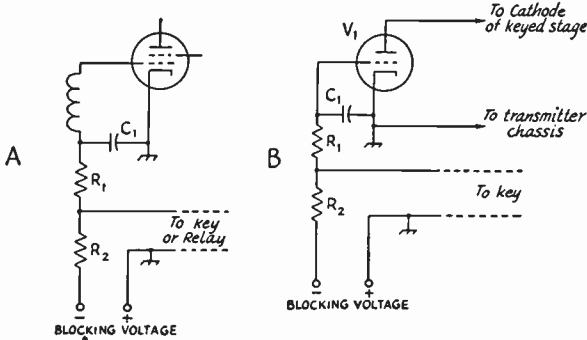 A
C1
R1
R2
To key
or Relay
- +
BLOCKING VOLTAGE
B
V1
To Cathode
of keyed stage
C1
To transmitter
chassis
R1
To key
R2
- +
BLOCKING VOLTAGE